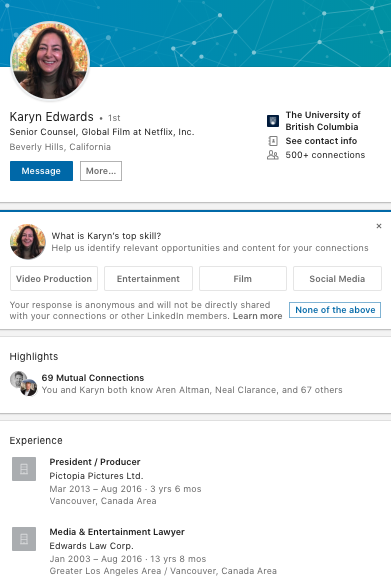 Karyn Edwards • 1st
Senior Counsel, Global Film at Netflix, Inc.
Beverly Hills, California
Message
More...
The University of
British Columbia
See contact info
500+ connections
×
What is Karyn's top skill?
Help us identify relevant opportunities and content for your connections
Video Production
Entertainment
Film
Social Media
Your response is anonymous and will not be directly shared
with your connections or other LinkedIn members. Learn more
None of the above
Highlights
69 Mutual Connections
You and Karyn both know Aren Altman, Neal Clarance, and 67 others
Experience
President / Producer
Pictopia Pictures Ltd.
Mar 2013 – Aug 2016 · 3 yrs 6 mos
Vancouver, Canada Area
Media & Entertainment Lawyer
Edwards Law Corp.
Jan 2003 – Aug 2016 · 13 yrs 8 mos
Greater Los Angeles Area / Vancouver, Canada Area